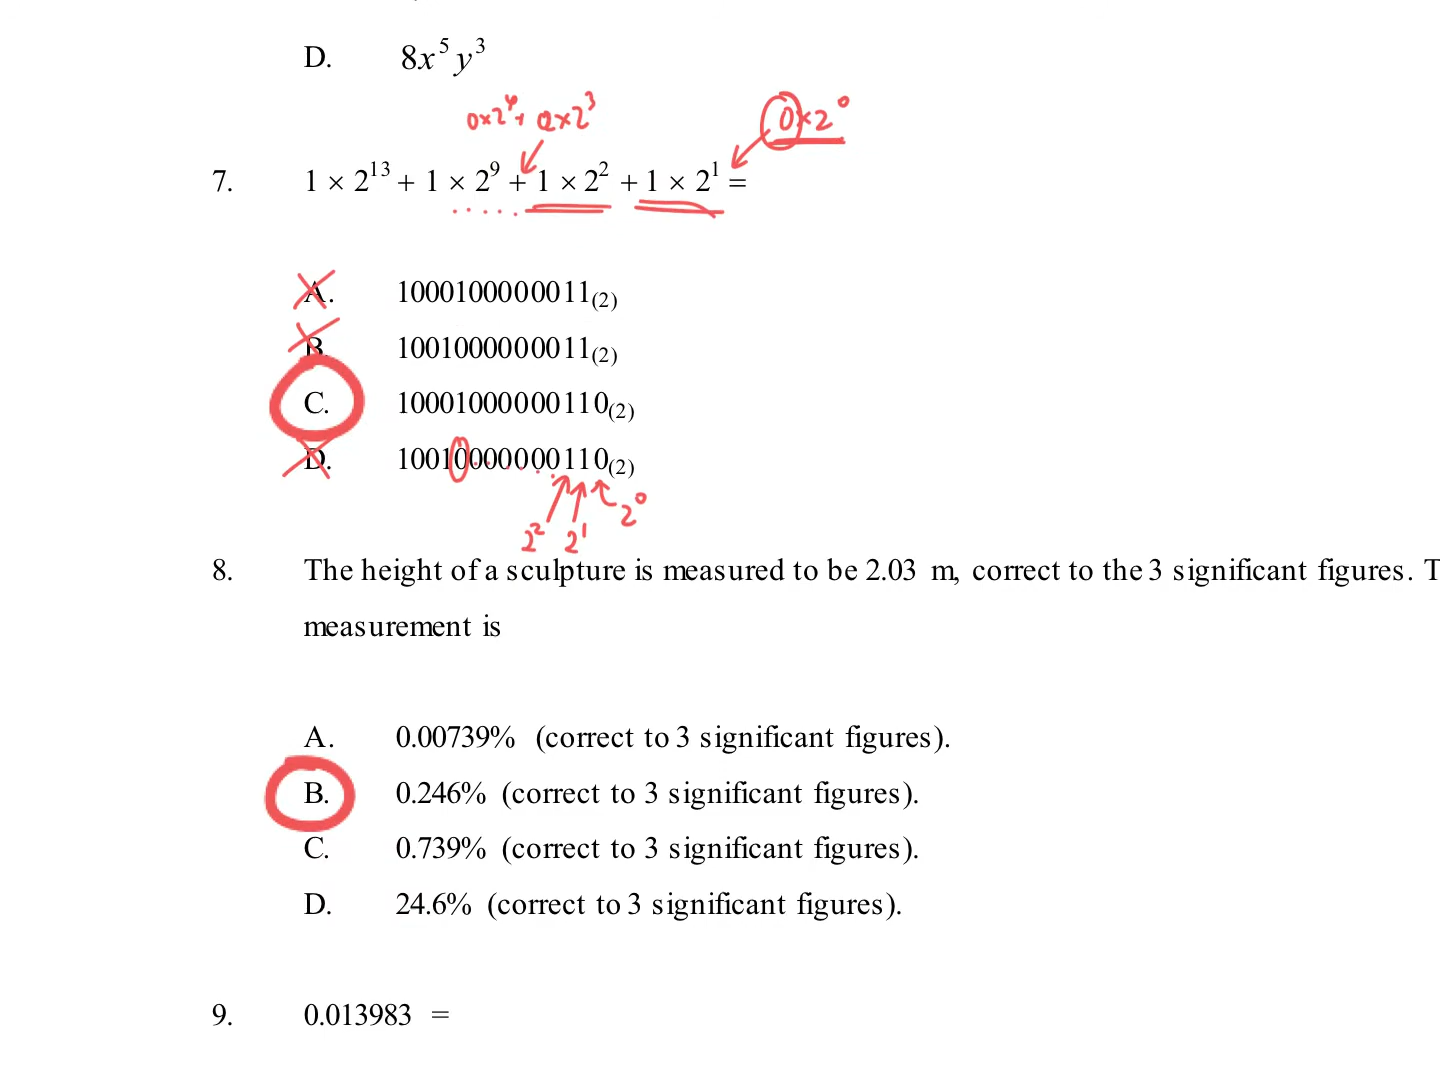 D. 8x⁵y³
0×2⁴+ 0×2³ 0×2⁰
7. 1 × 2¹³ + 1 × 2⁹ + 1 × 2² + 1 × 2¹ =
A. 1000100000011₍₂₎
B. 1001000000011₍₂₎
C. 10001000000110₍₂₎
D. 10010000000110₍₂₎
2² 2¹ 2⁰
8. The height of a sculpture is measured to be 2.03 m, correct to the 3 significant figures. T
measurement is
A. 0.00739% (correct to 3 significant figures).
B. 0.246% (correct to 3 significant figures).
C. 0.739% (correct to 3 significant figures).
D. 24.6% (correct to 3 significant figures).
9. 0.013983 =